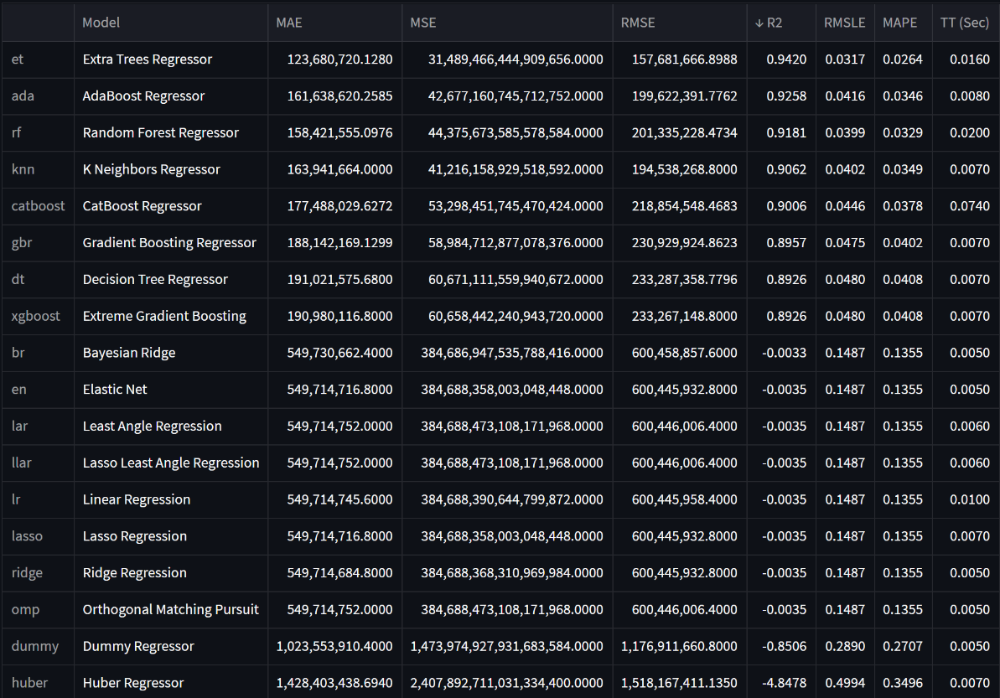 Model MAE MSE RMSE ↓ R2 RMSLE MAPE TT (Sec)
et Extra Trees Regressor 123,680,720.1280 31,489,466,444,909,656.0000 157,681,666.8988 0.9420 0.0317 0.0264 0.0160
ada AdaBoost Regressor 161,638,620.2585 42,677,160,745,712,752.0000 199,622,391.7762 0.9258 0.0416 0.0346 0.0080
rf Random Forest Regressor 158,421,555.0976 44,375,673,585,578,584.0000 201,335,228.4734 0.9181 0.0399 0.0329 0.0200
knn K Neighbors Regressor 163,941,664.0000 41,216,158,929,518,592.0000 194,538,268.8000 0.9062 0.0402 0.0349 0.0070
catboost CatBoost Regressor 177,488,029.6272 53,298,451,745,470,424.0000 218,854,548.4683 0.9006 0.0446 0.0378 0.0740
gbr Gradient Boosting Regressor 188,142,169.1299 58,984,712,877,078,376.0000 230,929,924.8623 0.8957 0.0475 0.0402 0.0070
dt Decision Tree Regressor 191,021,575.6800 60,671,111,559,940,672.0000 233,287,358.7796 0.8926 0.0480 0.0408 0.0070
xgboost Extreme Gradient Boosting 190,980,116.8000 60,658,442,240,943,720.0000 233,267,148.8000 0.8926 0.0480 0.0408 0.0070
br Bayesian Ridge 549,730,662.4000 384,686,947,535,788,416.0000 600,458,857.6000 -0.0033 0.1487 0.1355 0.0050
en Elastic Net 549,714,716.8000 384,688,358,003,048,448.0000 600,445,932.8000 -0.0035 0.1487 0.1355 0.0050
lar Least Angle Regression 549,714,752.0000 384,688,473,108,171,968.0000 600,446,006.4000 -0.0035 0.1487 0.1355 0.0060
llar Lasso Least Angle Regression 549,714,752.0000 384,688,473,108,171,968.0000 600,446,006.4000 -0.0035 0.1487 0.1355 0.0060
lr Linear Regression 549,714,745.6000 384,688,390,644,799,872.0000 600,445,958.4000 -0.0035 0.1487 0.1355 0.0100
lasso Lasso Regression 549,714,716.8000 384,688,358,003,048,448.0000 600,445,932.8000 -0.0035 0.1487 0.1355 0.0070
ridge Ridge Regression 549,714,684.8000 384,688,368,310,969,984.0000 600,445,932.8000 -0.0035 0.1487 0.1355 0.0050
omp Orthogonal Matching Pursuit 549,714,752.0000 384,688,473,108,171,968.0000 600,446,006.4000 -0.0035 0.1487 0.1355 0.0050
dummy Dummy Regressor 1,023,553,910.4000 1,473,974,927,931,683,584.0000 1,176,911,660.8000 -0.8506 0.2890 0.2707 0.0050
huber Huber Regressor 1,428,403,438.6940 2,407,892,711,031,334,400.0000 1,518,167,411.1350 -4.8478 0.4994 0.3496 0.0070